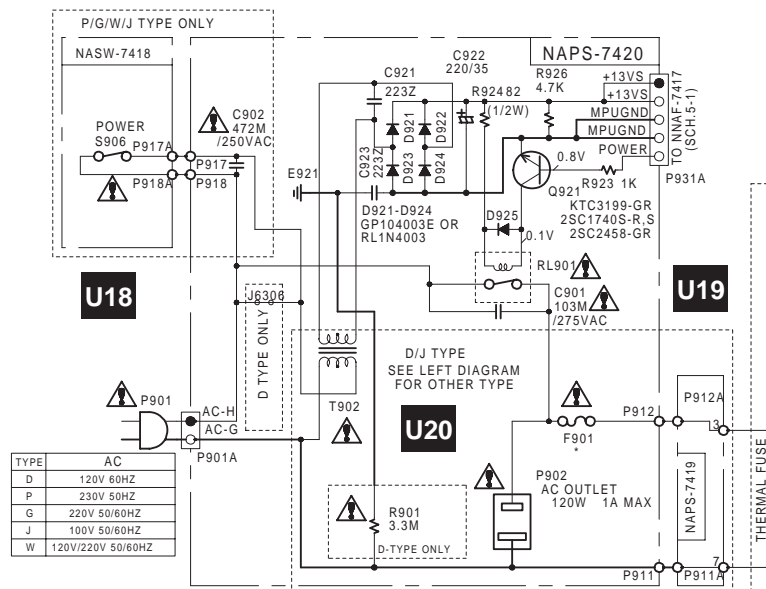 P/G/W/J TYPE ONLY
NASW-7418
NAPS-7420
POWER
S906
P917A
P918A
P917
P918
C902
472M
/250VAC
C921
223Z
C922
220/35
R924 82
(1/2W)
R926
4.7K
+13VS
+13VS
MPUGND
MPUGND
POWER
TO NNAF-7417
(SCH.5-1)
P931A
D921
D922
D923
D924
C923
223Z
E921
D921-D924
GP104003E OR
RL1N4003
0.8V
Q921
R923 1K
KTC3199-GR
2SC1740S-R,S
2SC2458-GR
D925
0.1V
RL901
C901
103M
/275VAC
U18
U19
J6306
D TYPE ONLY
D/J TYPE
SEE LEFT DIAGRAM
FOR OTHER TYPE
T902
U20
P901
AC-H
AC-G
P901A
F901
*
P912
P912A
3
P902
AC OUTLET
120W 1A MAX
NAPS-7419
THERMAL FUSE
R901
3.3M
D-TYPE ONLY
P911
P911A
7
TYPE AC
D 120V 60HZ
P 230V 50HZ
G 220V 50/60HZ
J 100V 50/60HZ
W 120V/220V 50/60HZ